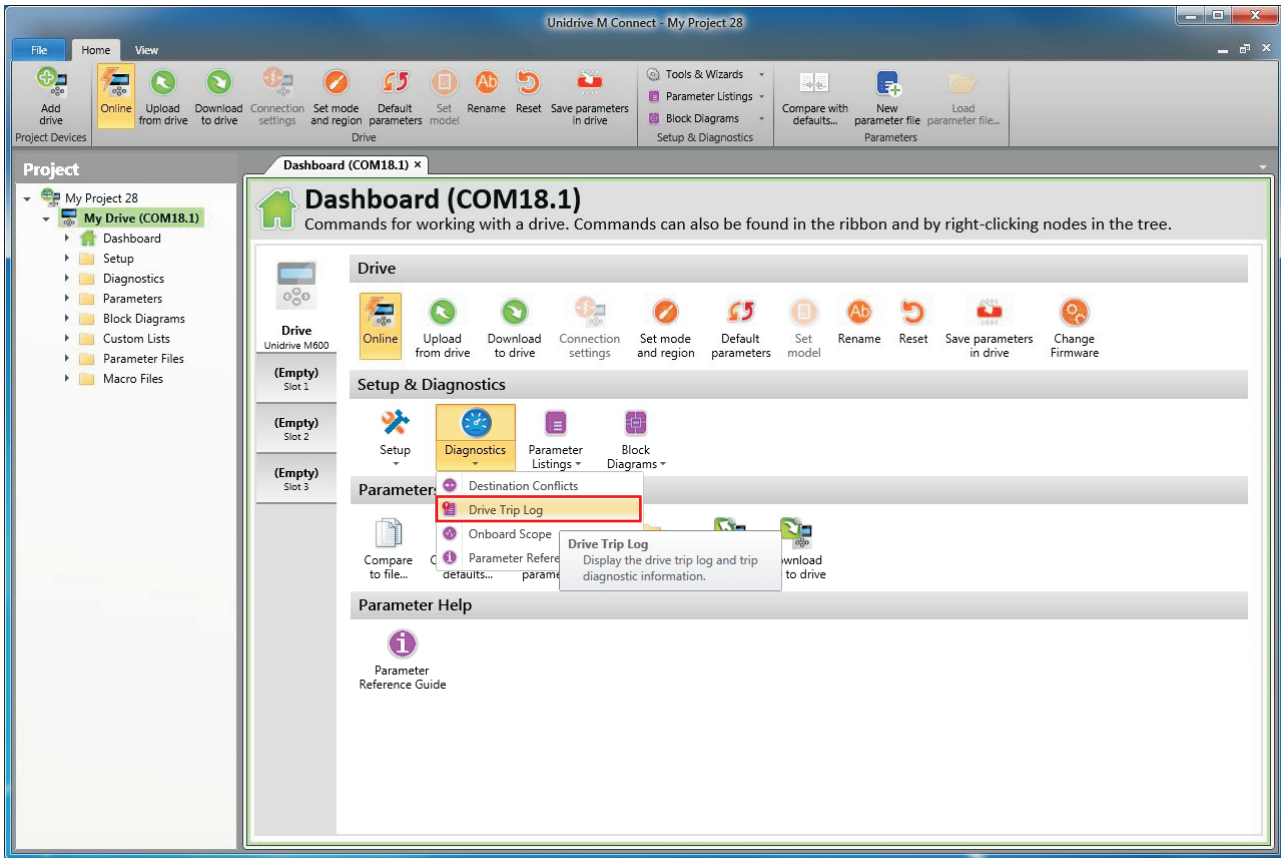 Unidrive M Connect - My Project 28
File Home View
Add drive
Online
Upload from drive
Download to drive
Connection settings
Set mode and region
Default parameters
Set model
Rename
Reset
Save parameters in drive
Tools & Wizards
Parameter Listings
Block Diagrams
Compare with defaults...
New parameter file
Load parameter file...
Project Devices
Drive
Setup & Diagnostics
Parameters
Project
My Project 28
My Drive (COM18.1)
Dashboard
Setup
Diagnostics
Parameters
Block Diagrams
Custom Lists
Parameter Files
Macro Files
Dashboard (COM18.1) ×
Dashboard (COM18.1)
Commands for working with a drive. Commands can also be found in the ribbon and by right-clicking nodes in the tree.
Drive
Unidrive M600
(Empty)
Slot 1
(Empty)
Slot 2
(Empty)
Slot 3
Drive
Online
Upload from drive
Download to drive
Connection settings
Set mode and region
Default parameters
Set model
Rename
Reset
Save parameters in drive
Change Firmware
Setup & Diagnostics
Setup
Diagnostics
Parameter Listings
Block Diagrams
Destination Conflicts
Drive Trip Log
Onboard Scope
Parameter Refere
Drive Trip Log
Display the drive trip log and trip
diagnostic information.
Parameter
Compare to file...
defaults...
parame
to drive
Parameter Help
Parameter
Reference Guide